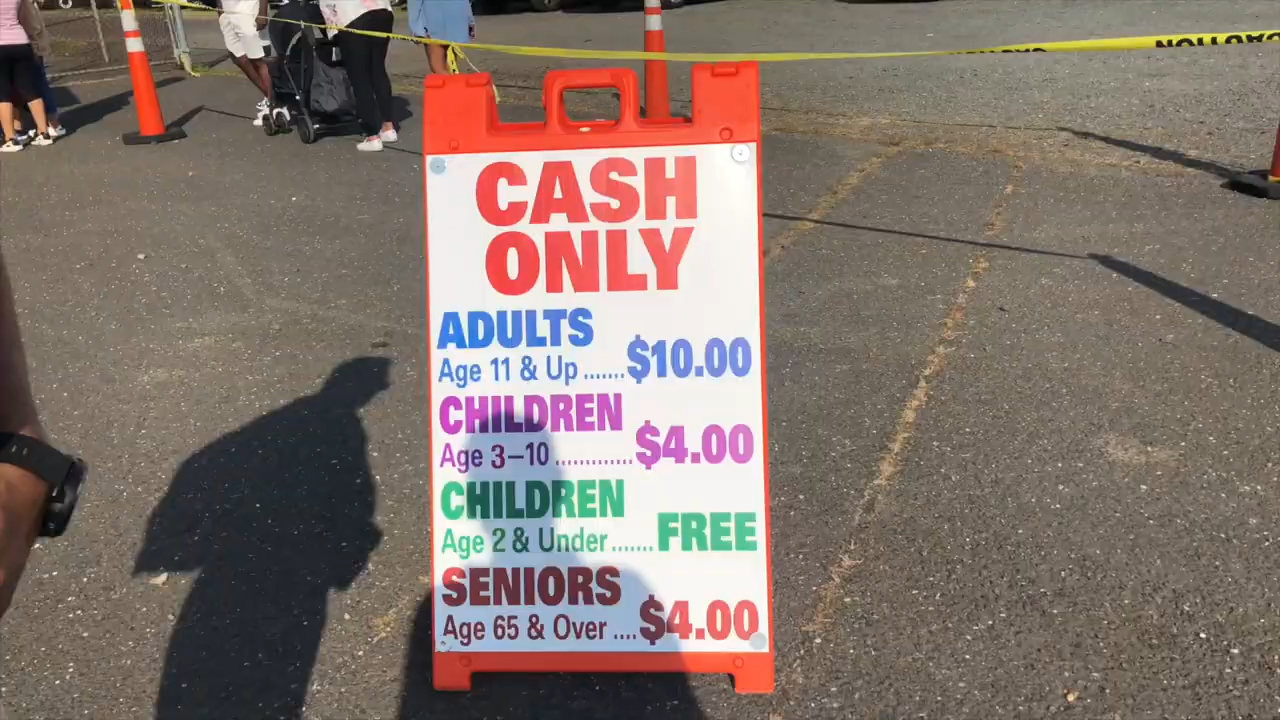 CAUTION
CASH
ONLY
ADULTS
Age 11 & Up ....... $10.00
CHILDREN
Age 3–10 ............. $4.00
CHILDREN
Age 2 & Under ....... FREE
SENIORS
Age 65 & Over .... $4.00